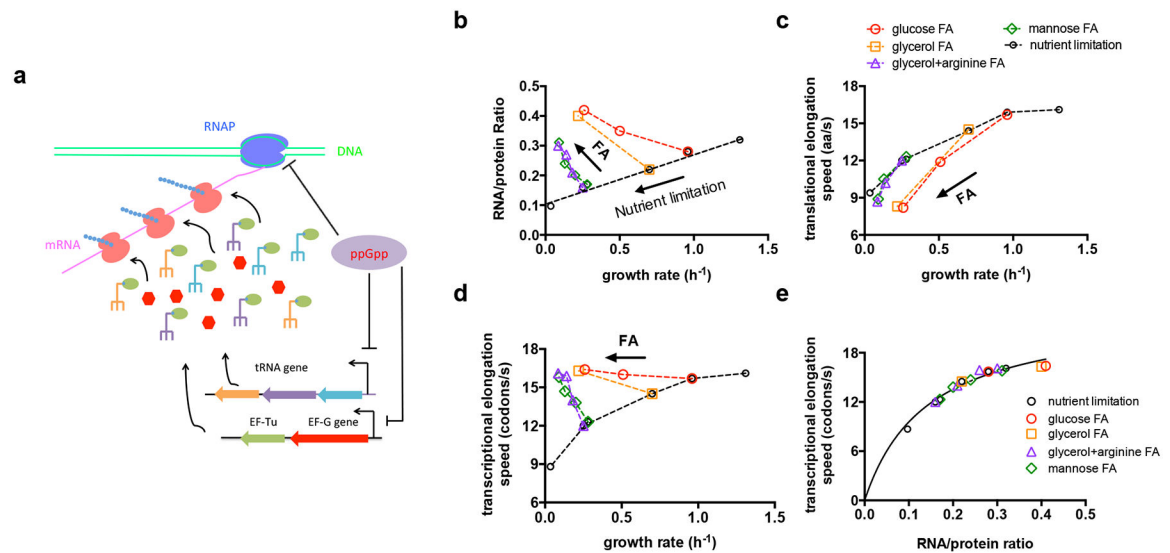 a
RNAP
DNA
mRNA
ppGpp
tRNA gene
EF-Tu
EF-G gene
b
glucose FA
glycerol FA
glycerol+arginine FA
mannose FA
nutrient limitation
RNA/protein Ratio
0.5
0.4
0.3
0.2
0.1
0.0
FA
Nutrient limitation
0.0
0.5
1.0
1.5
growth rate (h-1)
c
translational elongation
speed (aa/s)
18
15
12
9
6
FA
0.0
0.5
1.0
1.5
growth rate (h-1)
d
transcriptional elongation
speed (codons/s)
18
15
12
9
6
FA
0.0
0.5
1.0
1.5
growth rate (h-1)
e
transcriptional elongation
speed (codons/s)
18
12
6
0
0.0
0.1
0.2
0.3
0.4
0.5
RNA/protein ratio
nutrient limitation
glucose FA
glycerol FA
glycerol+arginine FA
mannose FA